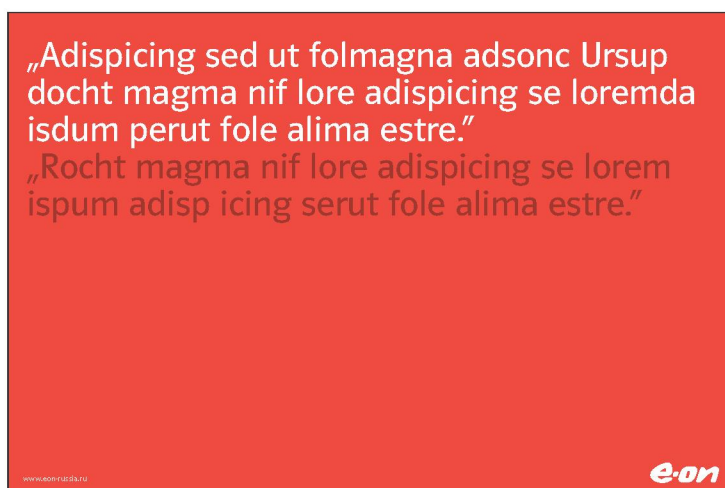 „Adispicing sed ut folmagna adsonc Ursup
docht magma nif lore adispicing se loremda
isdum perut fole alima estre.”
„Rocht magma nif lore adispicing se lorem
ispum adisp icing serut fole alima estre.”
www.eon-russia.ru
e·on